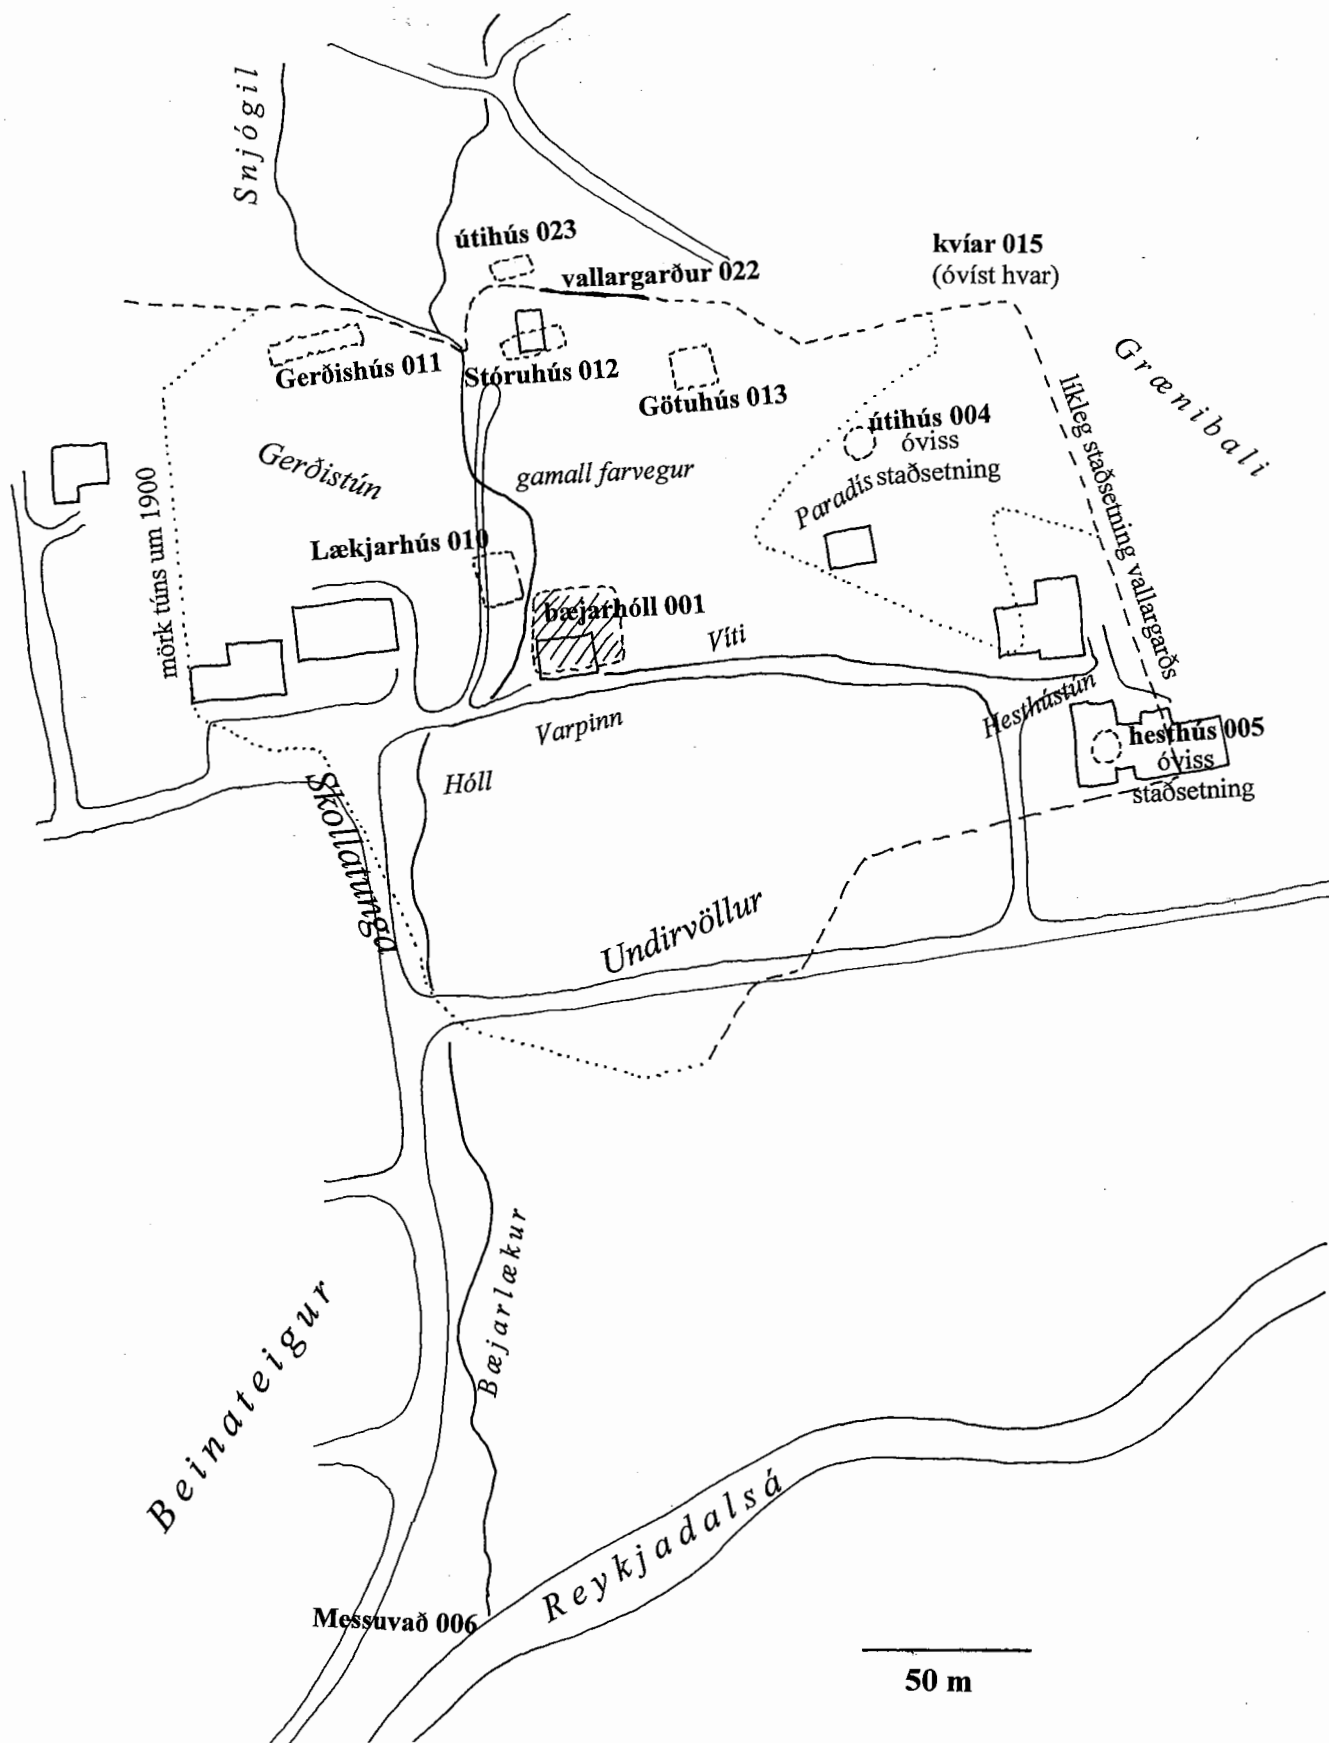 Snjógil
útihús 023
vallargarður 022
kvíar 015
(óvíst hvar)
Grænibali
Gerðishús 011
Stóruhús 012
Götuhús 013
líkleg staðsetning vallargarðs
útihús 004
óviss
staðsetning
Paradís
Gerðistún
gamall farvegur
mörk túns um 1900
Lækjarhús 010
bæjarhóll 001
Víti
Hesthústún
hesthús 005
óviss
staðsetning
Varpinn
Hóll
Skollatunga
Undirvöllur
Bæjarlækur
Beinateigur
Reykjadalsá
Messuvað 006
50 m